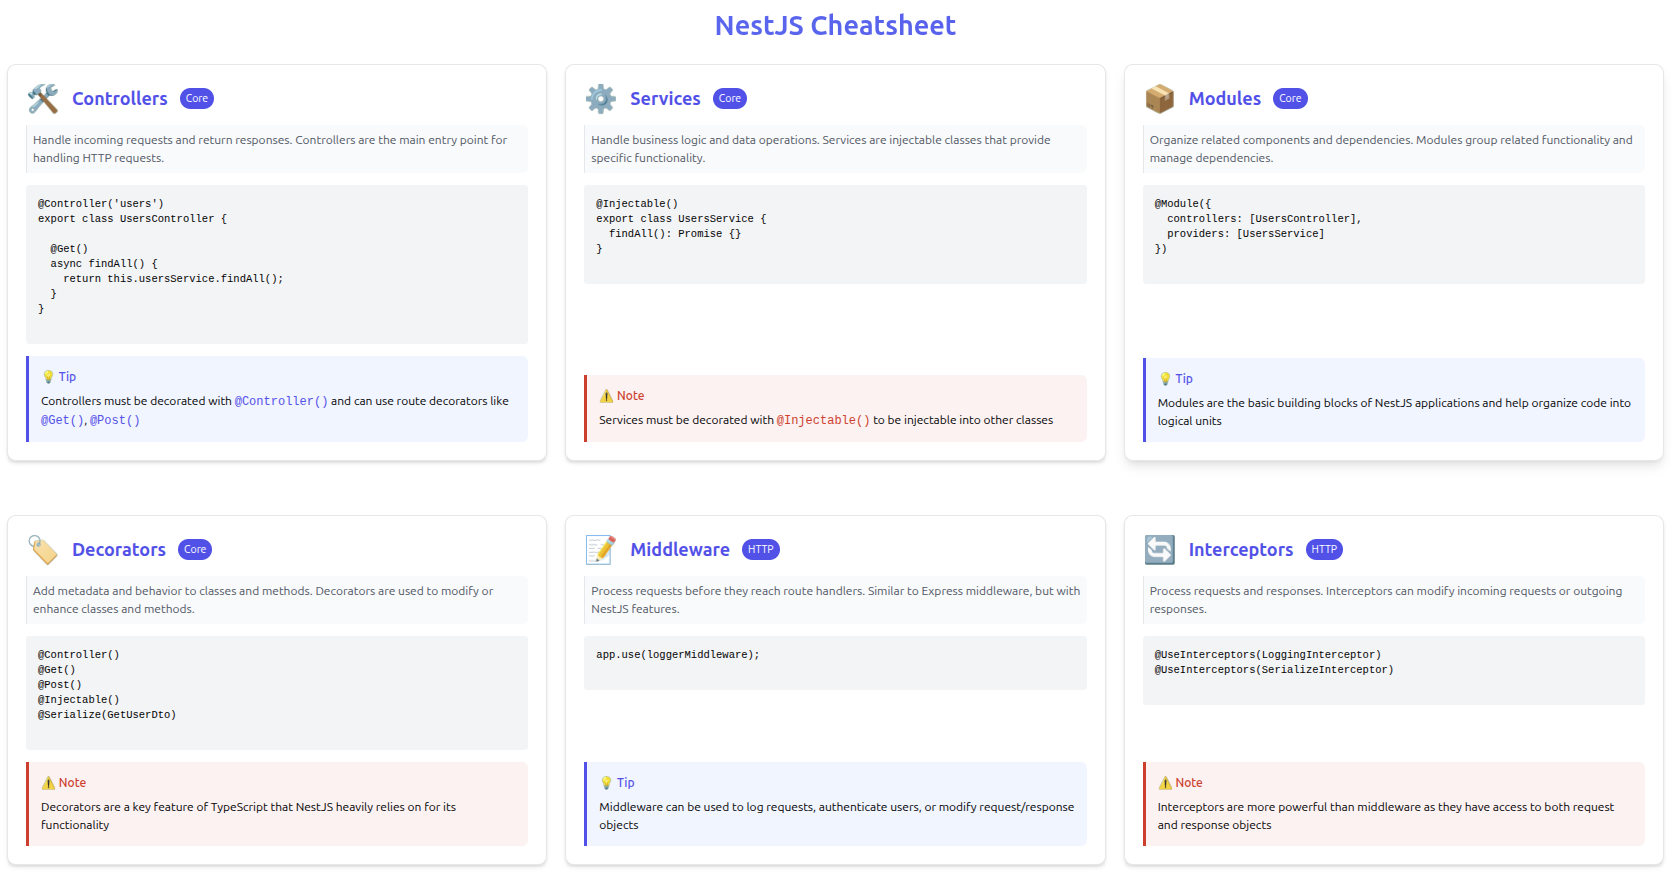 NestJS Cheatsheet
Controllers Core
Handle incoming requests and return responses. Controllers are the main entry point for
handling HTTP requests.
@Controller('users')
export class UsersController {
@Get()
async findAll() {
return this.usersService.findAll();
}
}
Tip
Controllers must be decorated with @Controller() and can use route decorators like
@Get(), @Post()
Services Core
Handle business logic and data operations. Services are injectable classes that provide
specific functionality.
@Injectable()
export class UsersService {
findAll(): Promise {}
}
Note
Services must be decorated with @Injectable() to be injectable into other classes
Modules Core
Organize related components and dependencies. Modules group related functionality and
manage dependencies.
@Module({
controllers: [UsersController],
providers: [UsersService]
})
Tip
Modules are the basic building blocks of NestJS applications and help organize code into
logical units
Decorators Core
Add metadata and behavior to classes and methods. Decorators are used to modify or
enhance classes and methods.
@Controller()
@Get()
@Post()
@Injectable()
@Serialize(GetUserDto)
Note
Decorators are a key feature of TypeScript that NestJS heavily relies on for its
functionality
Middleware HTTP
Process requests before they reach route handlers. Similar to Express middleware, but with
NestJS features.
app.use(loggerMiddleware);
Tip
Middleware can be used to log requests, authenticate users, or modify request/response
objects
Interceptors HTTP
Process requests and responses. Interceptors can modify incoming requests or outgoing
responses.
@UseInterceptors(LoggingInterceptor)
@UseInterceptors(SerializeInterceptor)
Note
Interceptors are more powerful than middleware as they have access to both request
and response objects